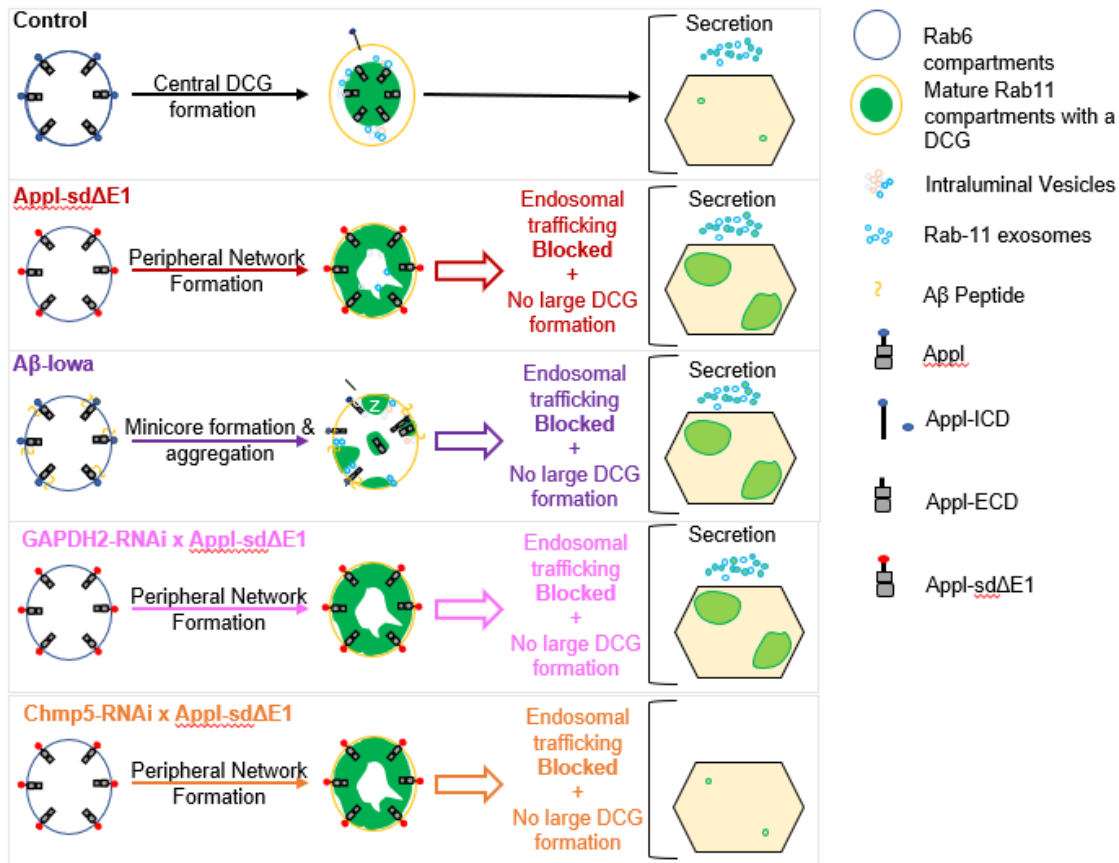 Control
Central DCG
formation
Secretion
Appl-sdΔE1
Peripheral Network
Formation
Endosomal
trafficking
Blocked
+
No large DCG
formation
Secretion
Aβ-Iowa
Minicore formation &
aggregation
Z
Endosomal
trafficking
Blocked
+
No large DCG
formation
Secretion
GAPDH2-RNAi x Appl-sdΔE1
Peripheral Network
Formation
Endosomal
trafficking
Blocked
+
No large DCG
formation
Secretion
Chmp5-RNAi x Appl-sdΔE1
Peripheral Network
Formation
Endosomal
trafficking
Blocked
+
No large DCG
formation
Rab6
compartments
Mature Rab11
compartments with a
DCG
Intraluminal Vesicles
Rab-11 exosomes
Aβ Peptide
Appl
Appl-ICD
Appl-ECD
Appl-sdΔE1